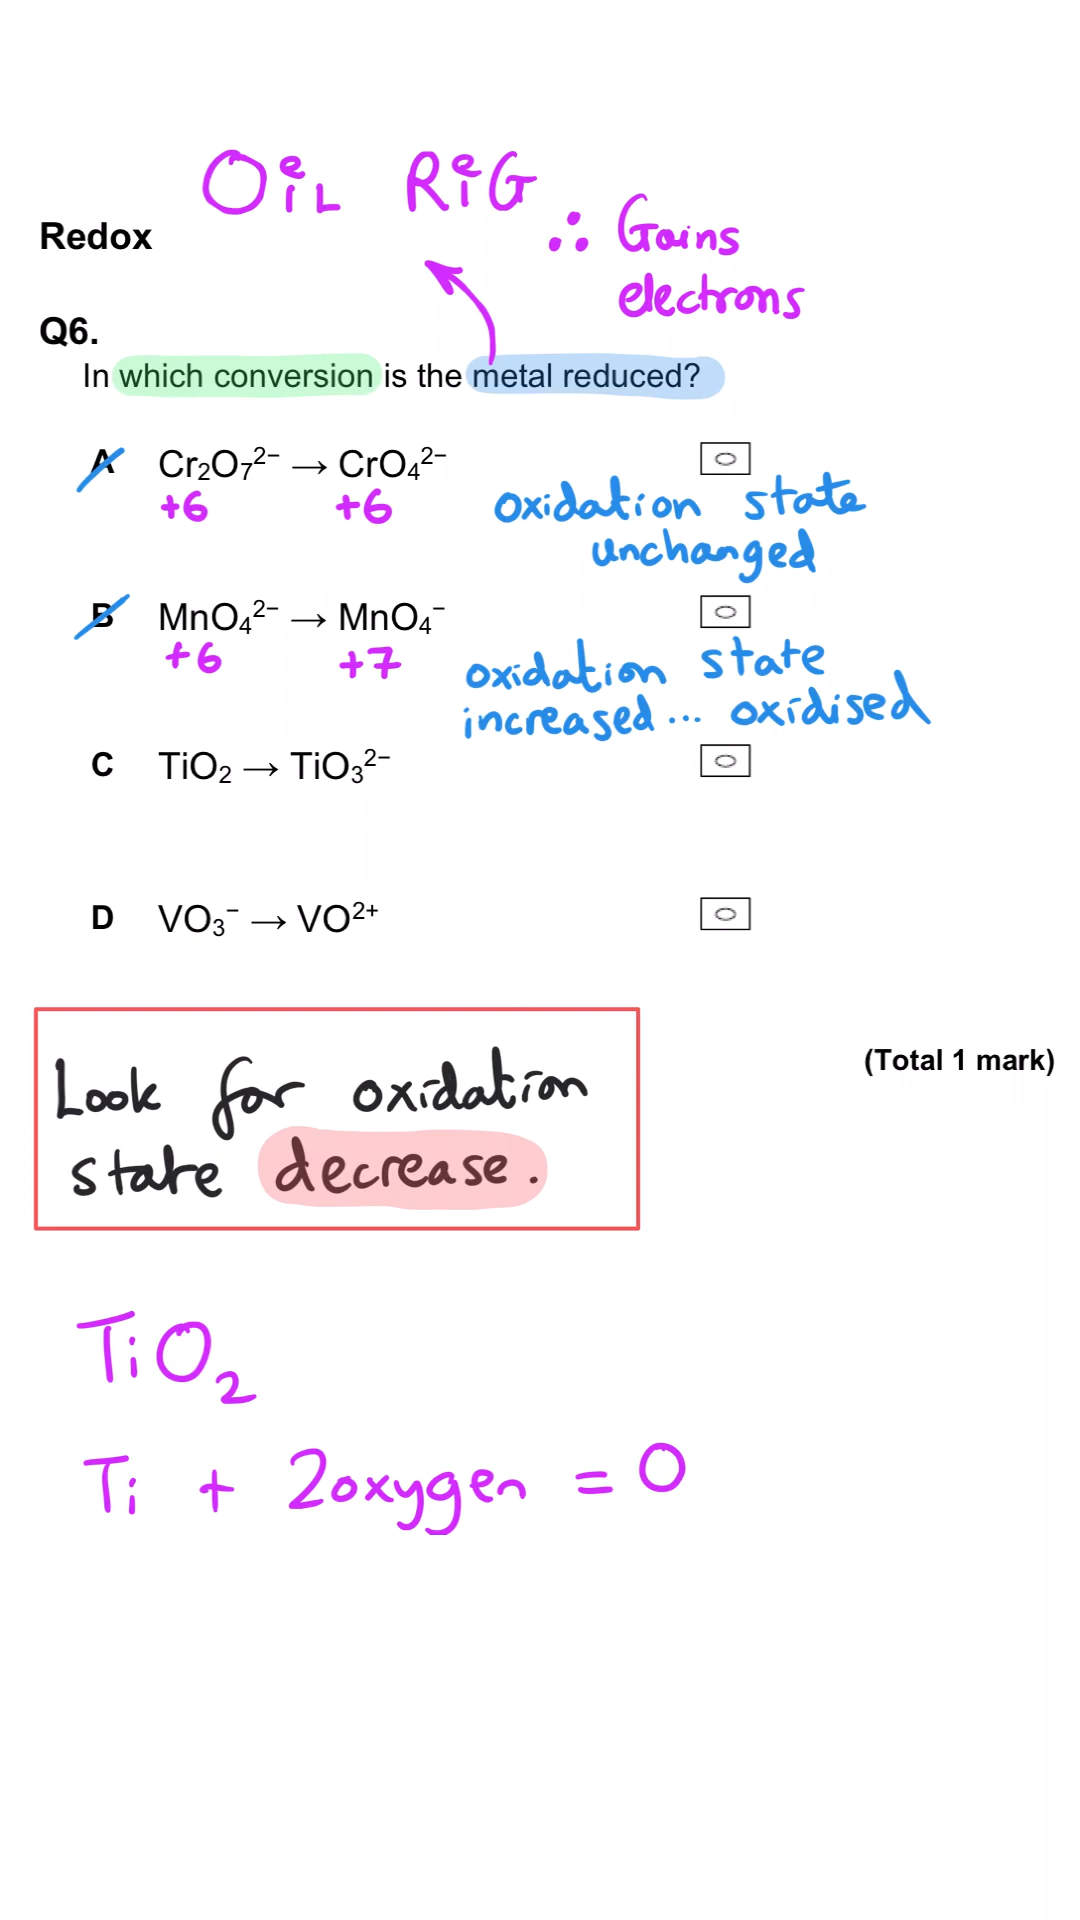 OiL RiG
e e
∴ Gains
electrons
Redox
Q6.
In which conversion is the metal reduced?
A Cr₂O₇²⁻ → CrO₄²⁻
+6 +6
oxidation state
unchanged
B MnO₄²⁻ → MnO₄⁻
+6 +7
oxidation state
increased... oxidised
C TiO₂ → TiO₃²⁻
D VO₃⁻ → VO²⁺
(Total 1 mark)
Look for oxidation
state decrease.
TiO₂
Ti + 2oxygen = 0